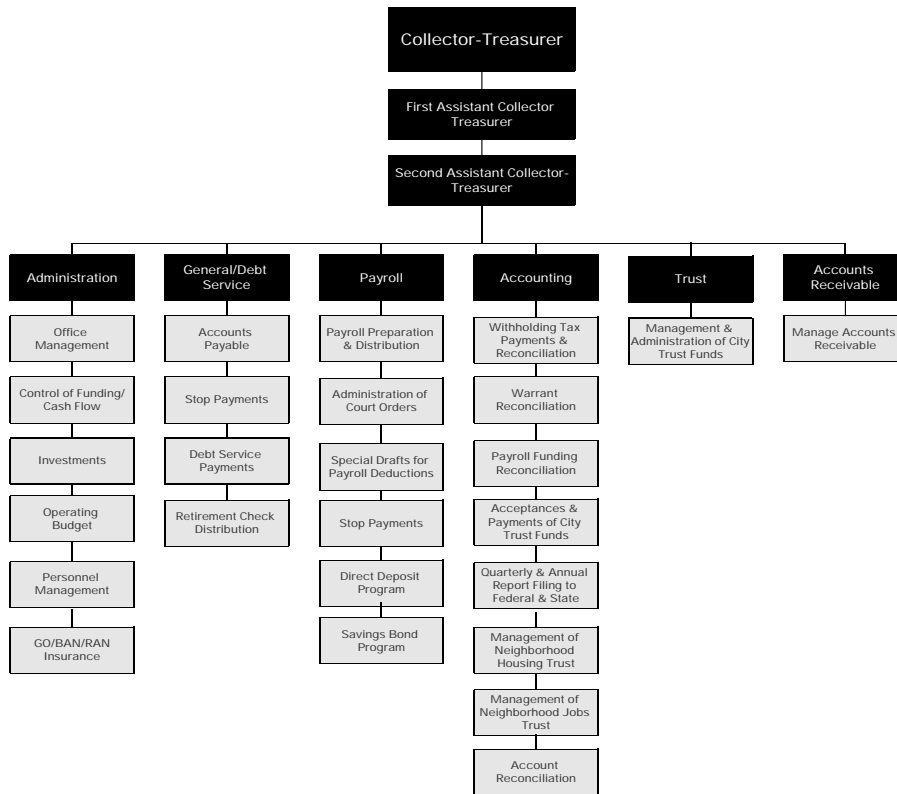 Collector-Treasurer
First Assistant Collector
Treasurer
Second Assistant Collector-
Treasurer
Administration
Office
Management
Control of Funding/
Cash Flow
Investments
Operating
Budget
Personnel
Management
GO/BAN/RAN
Insurance
General/Debt
Service
Accounts
Payable
Stop Payments
Debt Service
Payments
Retirement Check
Distribution
Payroll
Payroll Preparation
& Distribution
Administration of
Court Orders
Special Drafts for
Payroll Deductions
Stop Payments
Direct Deposit
Program
Savings Bond
Program
Accounting
Withholding Tax
Payments &
Reconciliation
Warrant
Reconciliation
Payroll Funding
Reconciliation
Acceptances &
Payments of City
Trust Funds
Quarterly & Annual
Report Filing to
Federal & State
Management of
Neighborhood
Housing Trust
Management of
Neighborhood Jobs
Trust
Account
Reconciliation
Trust
Management &
Administration of City
Trust Funds
Accounts
Receivable
Manage Accounts
Receivable